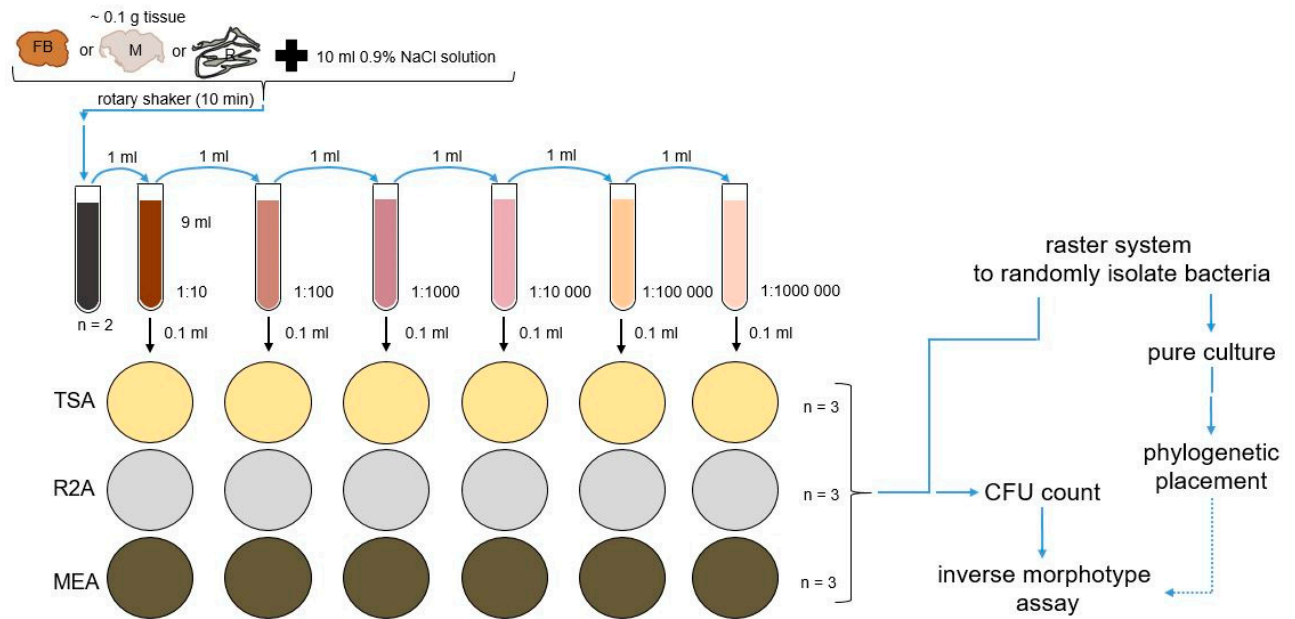 ~ 0.1 g tissue
FB or M or R 10 ml 0.9% NaCl solution
rotary shaker (10 min)
1 ml 1 ml 1 ml 1 ml 1 ml 1 ml
9 ml
1:10 1:100 1:1000 1:10 000 1:100 000 1:1000 000
n = 2
0.1 ml 0.1 ml 0.1 ml 0.1 ml 0.1 ml 0.1 ml
TSA n = 3
R2A n = 3
MEA n = 3
raster system
to randomly isolate bacteria
pure culture
phylogenetic
placement
CFU count
inverse morphotype
assay